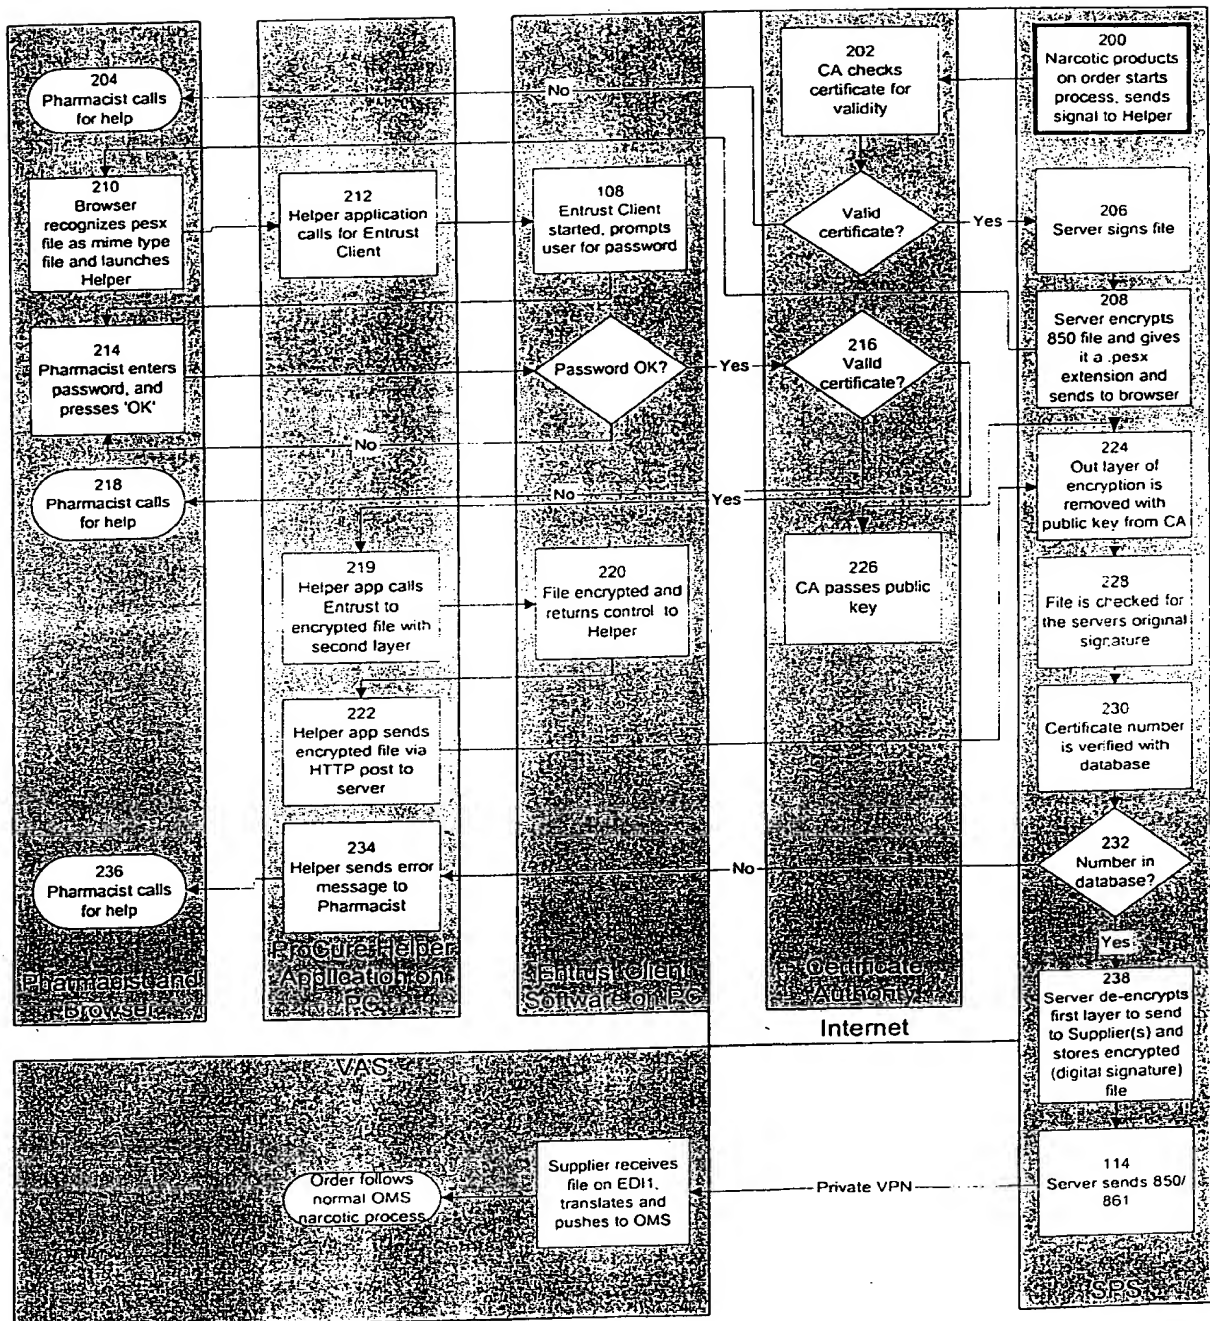 204
Pharmacist calls
for help
No
202
CA checks
certificate for
validity
200
Narcotic products
on order starts
process, sends
signal to Helper
210
Browser
recognizes pesx
file as mime type
file and launches
Helper
212
Helper application
calls for Entrust
Client
108
Entrust Client
started, prompts
user for password
Valid
certificate?
Yes
206
Server signs file
214
Pharmacist enters
password, and
presses 'OK'
Password OK?
Yes
216
Valid
certificate?
208
Server encrypts
850 file and gives
it a .pesx
extension and
sends to browser
No
218
Pharmacist calls
for help
No
Yes
224
Out layer of
encryption is
removed with
public key from CA
219
Helper app calls
Entrust to
encrypted file with
second layer
220
File encrypted and
returns control to
Helper
226
CA passes public
key
228
File is checked for
the servers original
signature
222
Helper app sends
encrypted file via
HTTP post to
server
230
Certificate number
is verified with
database
236
Pharmacist calls
for help
234
Helper sends error
message to
Pharmacist
No
232
Number in
database?
Yes
Pharmacist and
Browser
ProCure Helper
Application on
PC
Entrust Client
Software on PC
Certificate
Authority
Internet
238
Server de-encrypts
first layer to send
to Supplier(s) and
stores encrypted
(digital signature)
file
VAS
Order follows
normal OMS
narcotic process
Supplier receives
file on EDI1,
translates and
pushes to OMS
Private VPN
114
Server sends 850/
861
SPS